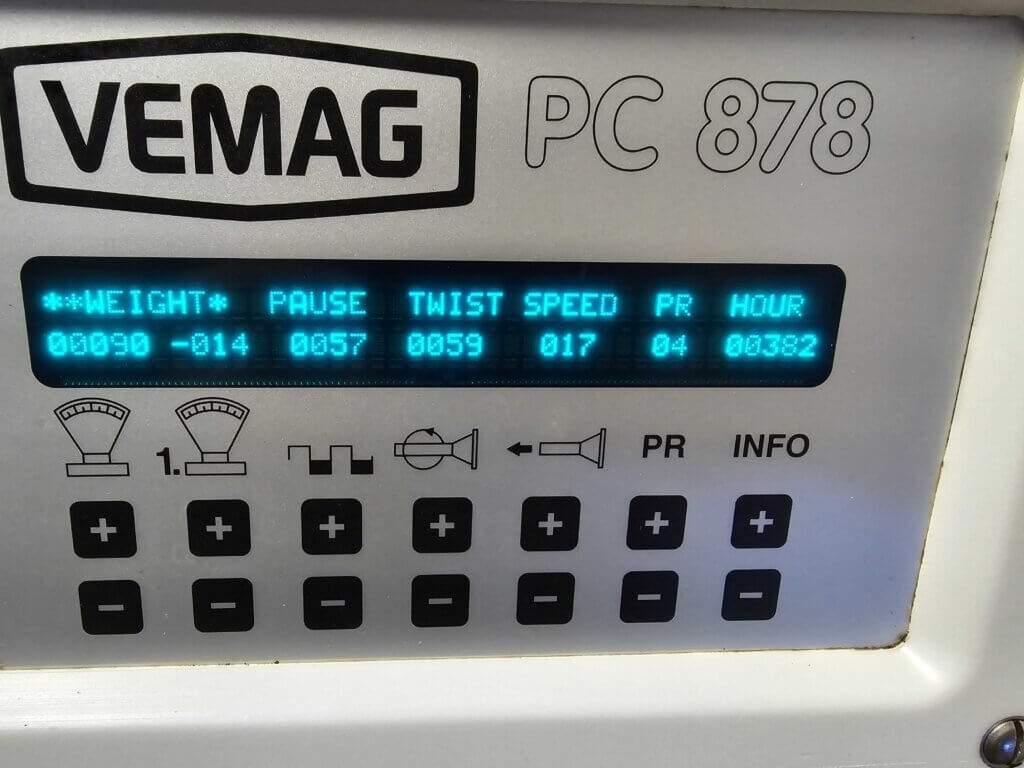 VEMAG
PC 878
**WEIGHT* PAUSE TWIST SPEED PR HOUR
00090 -014 0057 0059 017 04 00382
1. PR INFO
+ + + + + + +
- - - - - - -